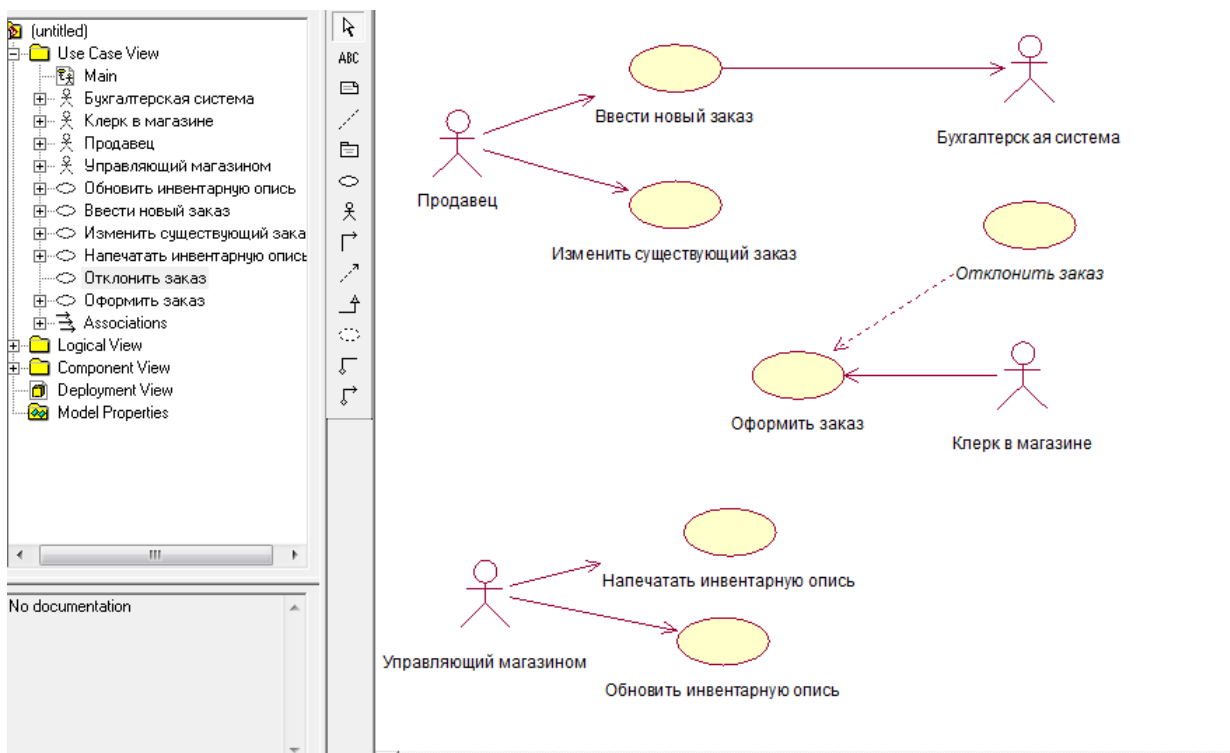 (untitled)
Use Case View
Main
Бухгалтерская система
Клерк в магазине
Продавец
Управляющий магазином
Обновить инвентарную опись
Ввести новый заказ
Изменить существующий зака
Напечатать инвентарную опись
Отклонить заказ
Оформить заказ
Associations
Logical View
Component View
Deployment View
Model Properties
No documentation
ABC
Ввести новый заказ
Бухгалтерская система
Продавец
Изменить существующий заказ
Отклонить заказ
Оформить заказ
Клерк в магазине
Напечатать инвентарную опись
Управляющий магазином
Обновить инвентарную опись